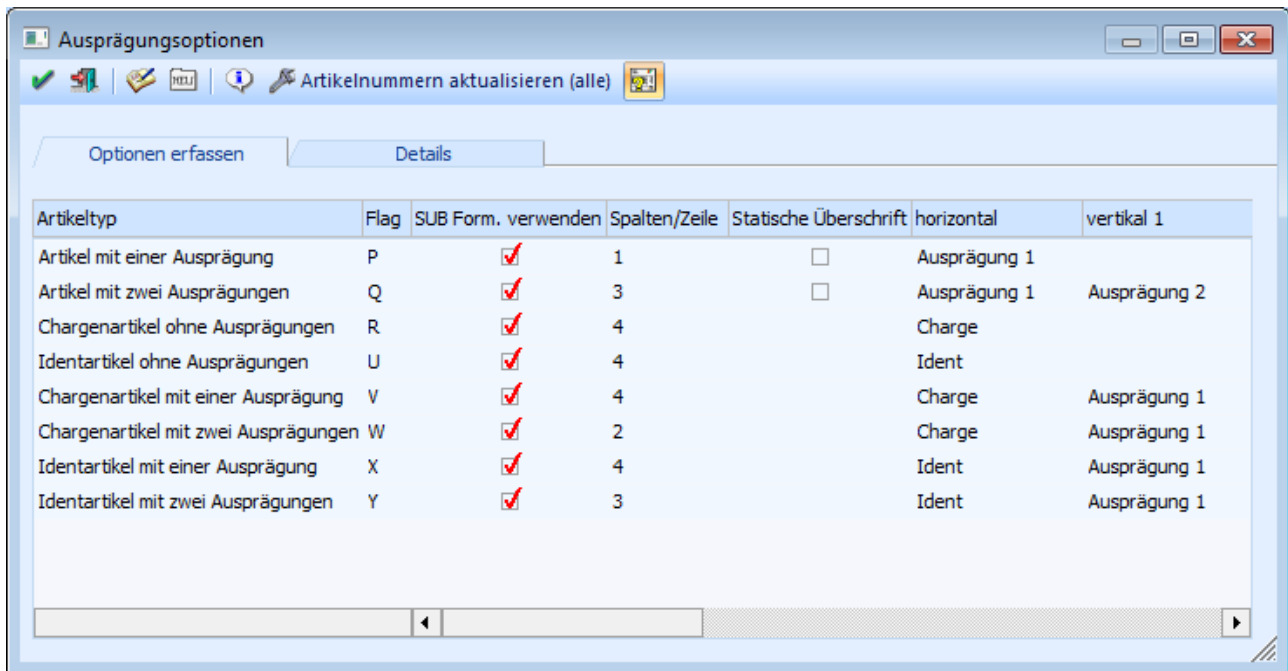 Ausprägungsoptionen
NEU Artikelnummern aktualisieren (alle)
Optionen erfassen Details
Artikeltyp Flag SUB Form. verwenden Spalten/Zeile Statische Überschrift horizontal vertikal 1
Artikel mit einer Ausprägung P 1 Ausprägung 1
Artikel mit zwei Ausprägungen Q 3 Ausprägung 1 Ausprägung 2
Chargenartikel ohne Ausprägungen R 4 Charge
Identartikel ohne Ausprägungen U 4 Ident
Chargenartikel mit einer Ausprägung V 4 Charge Ausprägung 1
Chargenartikel mit zwei Ausprägungen W 2 Charge Ausprägung 1
Identartikel mit einer Ausprägung X 4 Ident Ausprägung 1
Identartikel mit zwei Ausprägungen Y 3 Ident Ausprägung 1